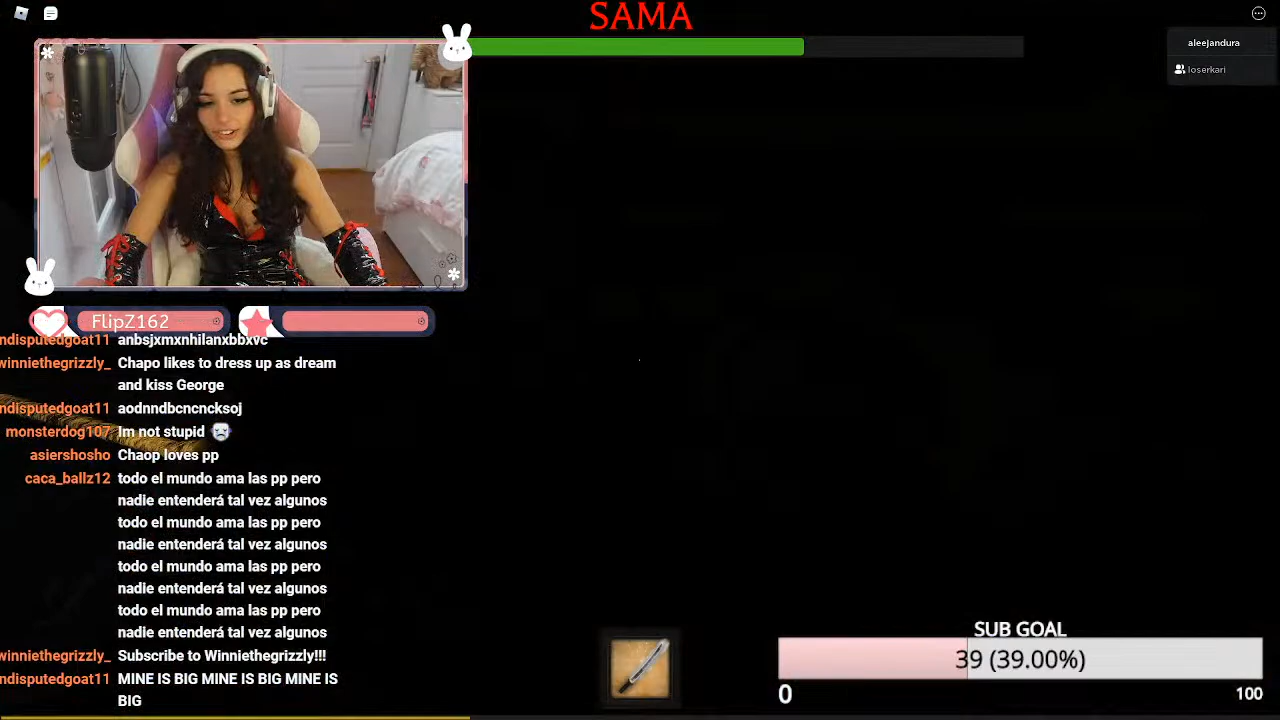 SAMA
aleejandura
loserkari
FlipZ162
ndisputedgoat11 anbsjxmxnhilanxbbxvc
winniethegrizzly_ Chapo likes to dress up as dream
and kiss George
ndisputedgoat11 aodnndbcncncksoj
monsterdog107 Im not stupid
asiershosho Chaop loves pp
caca_ballz12 todo el mundo ama las pp pero
nadie entenderá tal vez algunos
todo el mundo ama las pp pero
nadie entenderá tal vez algunos
todo el mundo ama las pp pero
nadie entenderá tal vez algunos
todo el mundo ama las pp pero
nadie entenderá tal vez algunos
winniethegrizzly_ Subscribe to Winniethegrizzly!!!
ndisputedgoat11 MINE IS BIG MINE IS BIG MINE IS
BIG
SUB GOAL
39 (39.00%)
0 100